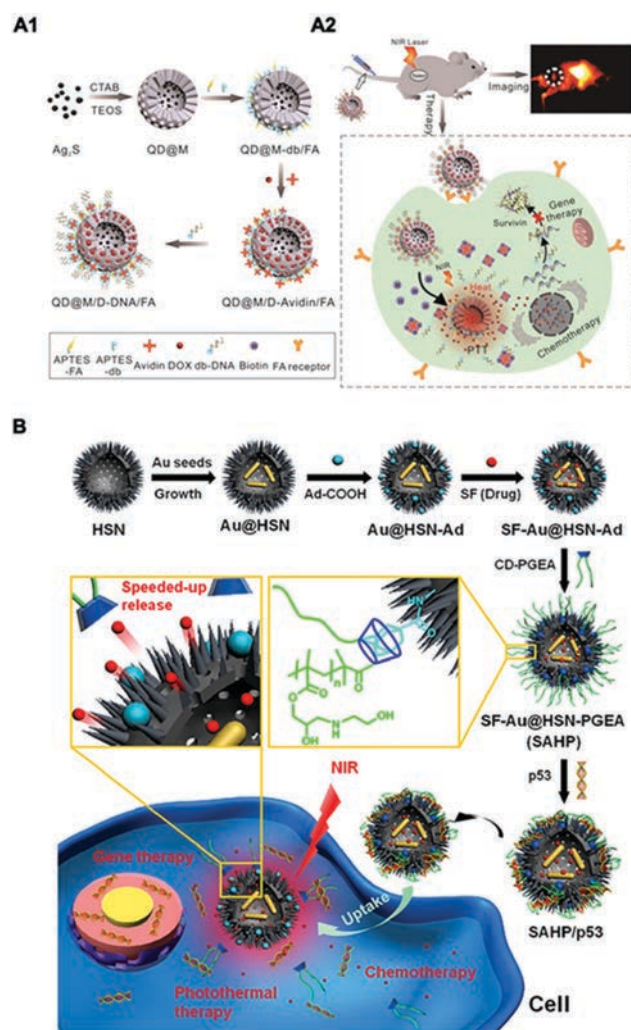 A1
CTAB
TEOS
Ag₂S
QD@M
QD@M-db/FA
QD@M/D-DNA/FA
QD@M/D-Avidin/FA
APTES
-FA
APTES
-db
Avidin
DOX
db-DNA
Biotin
FA receptor
A2
NIR Laser
Imaging
Therapy
Gene
therapy
Survivin
NIR
Heat
PTT
Chemotherapy
B
HSN
Au seeds
Growth
Au@HSN
Ad-COOH
Au@HSN-Ad
SF (Drug)
SF-Au@HSN-Ad
CD-PGEA
Speeded-up
release
HN
O
O
n
O
O
OH
N
H
OH
SF-Au@HSN-PGEA
(SAHP)
p53
NIR
Gene therapy
Uptake
SAHP/p53
Photothermal
therapy
Chemotherapy
Cell